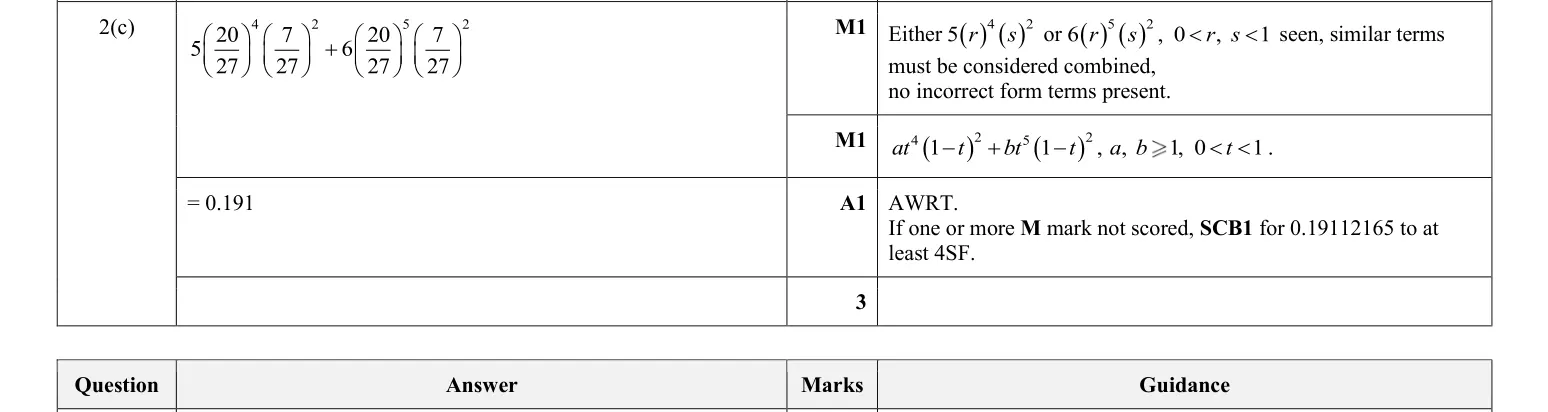 2(c)
5(20/27)^4(7/27)^2 + 6(20/27)^5(7/27)^2
M1
Either 5(r)^4(s)^2 or 6(r)^5(s)^2, 0<r, s<1 seen, similar terms
must be considered combined,
no incorrect form terms present.
M1
at^4(1−t)^2+bt^5(1−t)^2, a, b⩾1, 0<t<1.
= 0.191
A1
AWRT.
If one or more M mark not scored, SCB1 for 0.19112165 to at
least 4SF.
3
Question Answer Marks Guidance